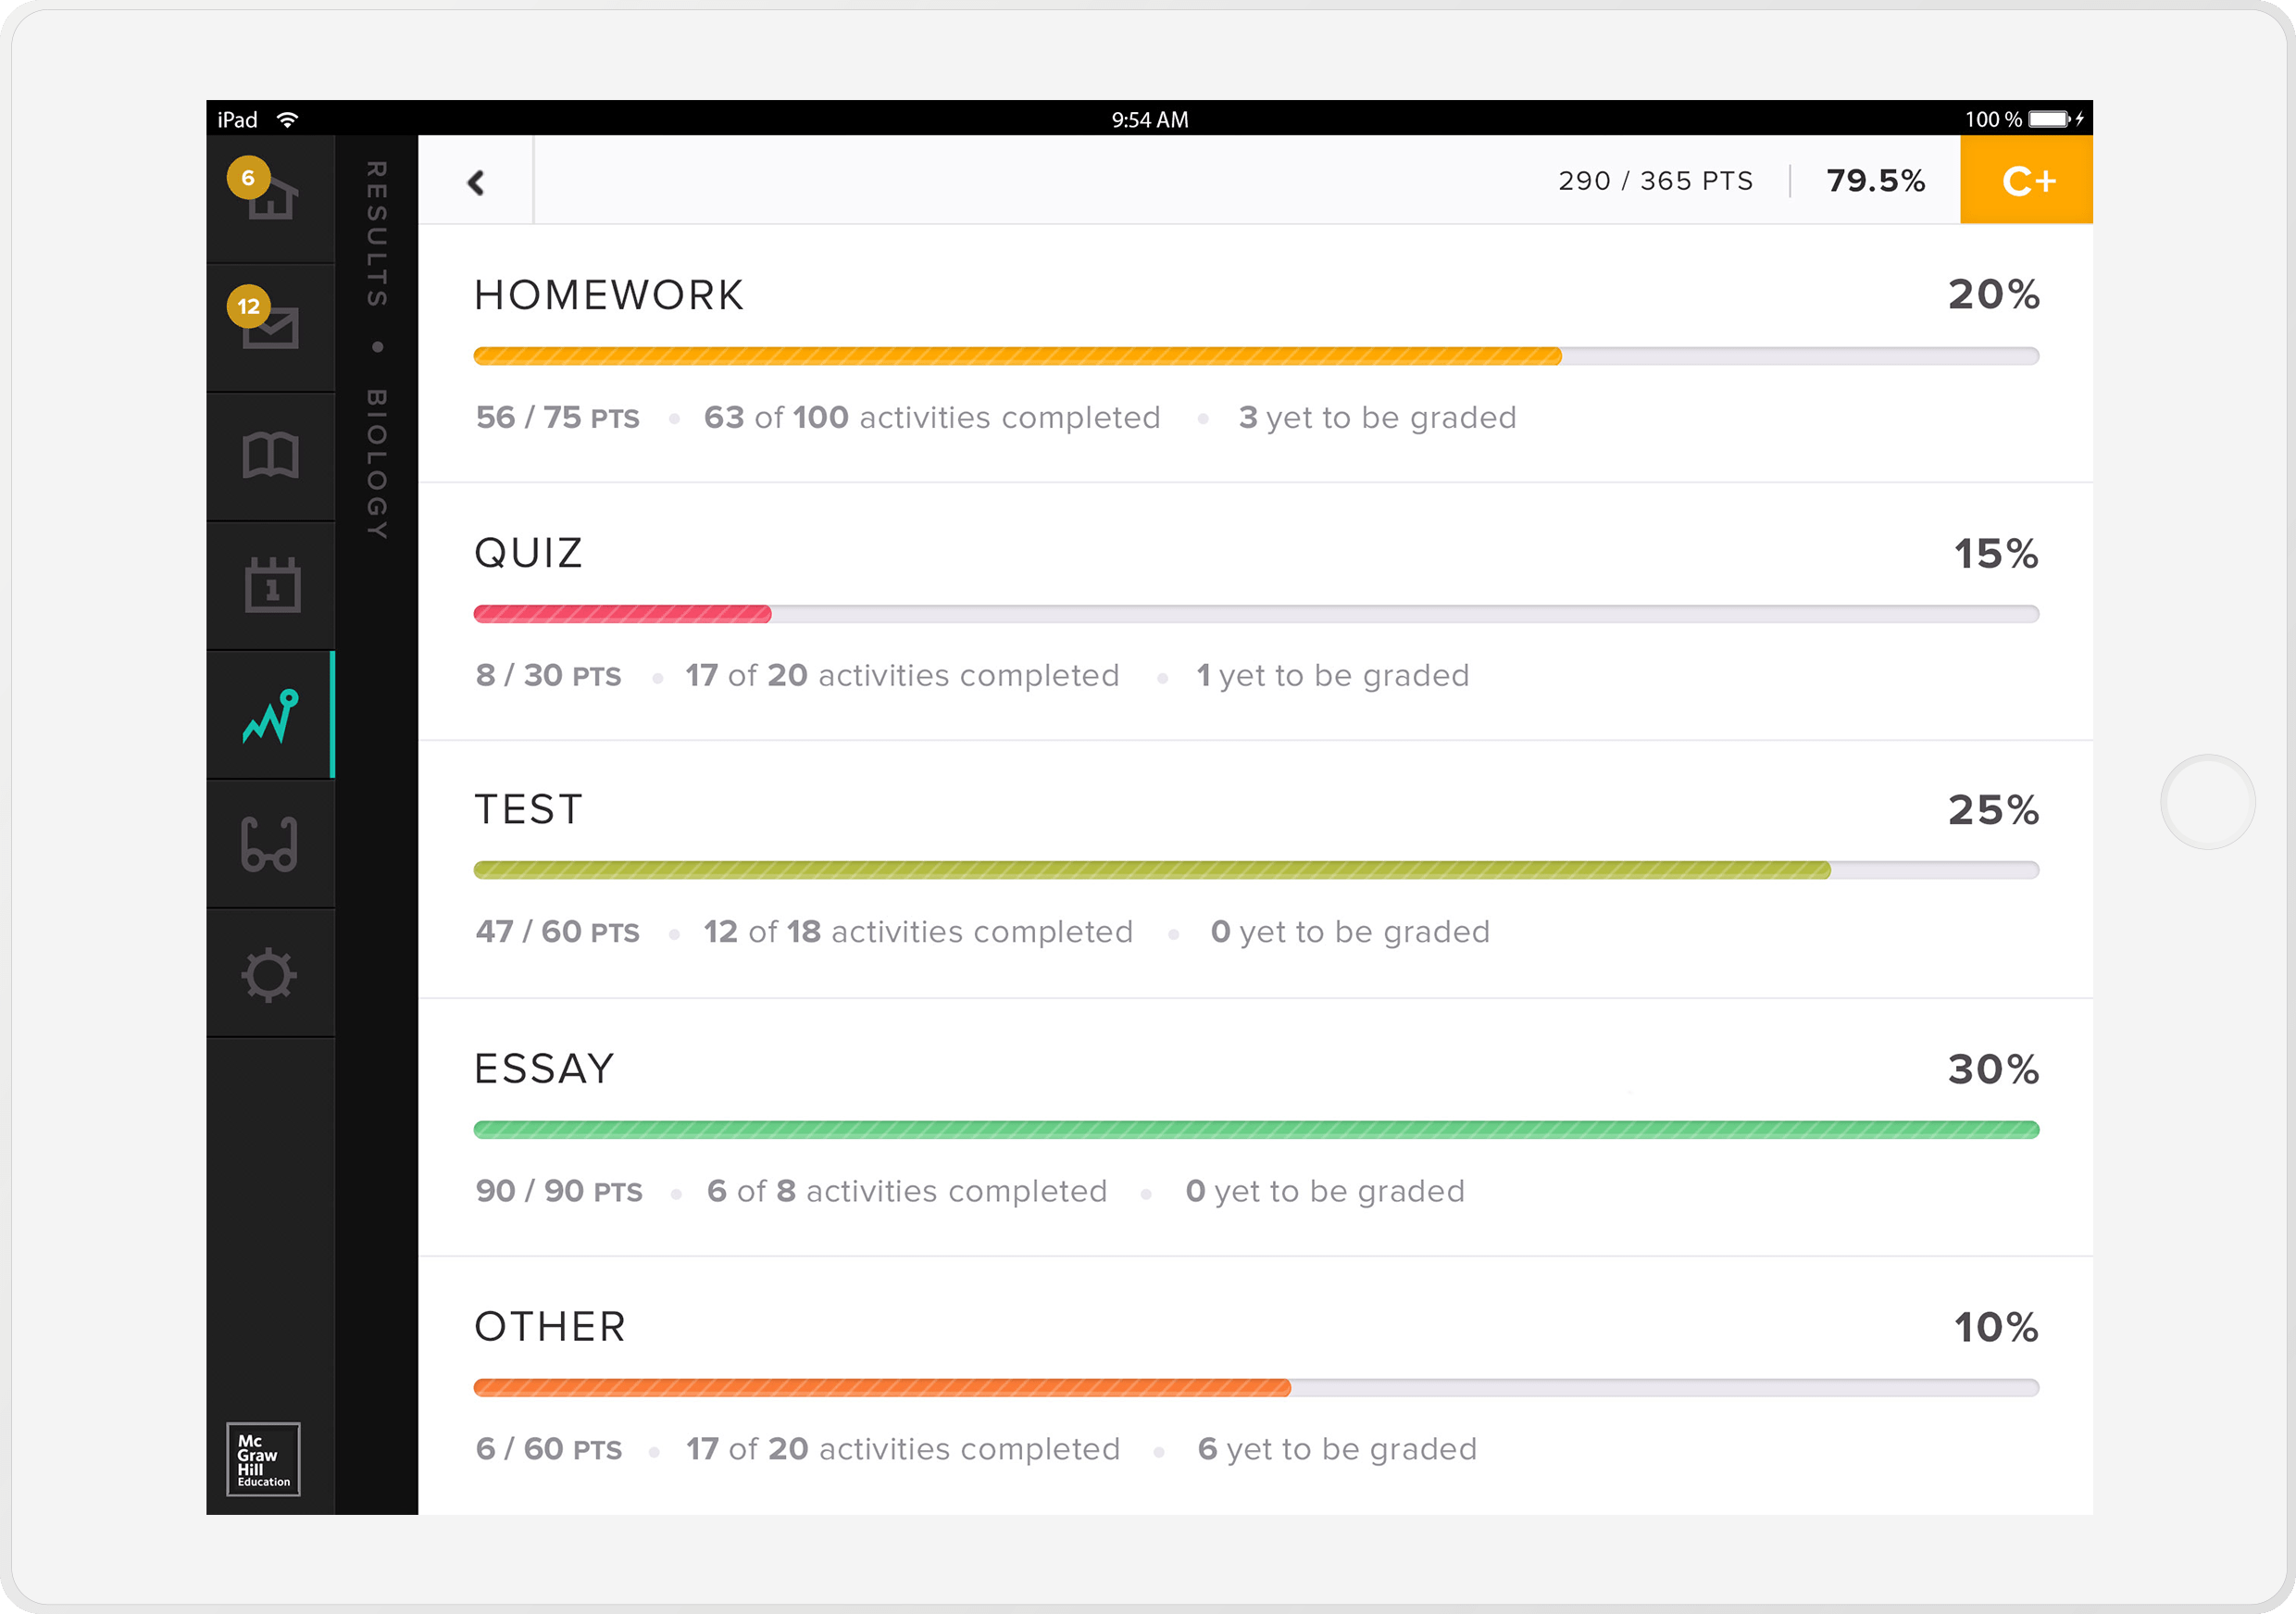 iPad 9:54 AM 100 %
6
12
1
RESULTS • BIOLOGY
290 / 365 PTS 79.5% C+
HOMEWORK 20%
56 / 75 PTS • 63 of 100 activities completed • 3 yet to be graded
QUIZ 15%
8 / 30 PTS • 17 of 20 activities completed • 1 yet to be graded
TEST 25%
47 / 60 PTS • 12 of 18 activities completed • 0 yet to be graded
ESSAY 30%
90 / 90 PTS • 6 of 8 activities completed • 0 yet to be graded
OTHER 10%
6 / 60 PTS • 17 of 20 activities completed • 6 yet to be graded
Mc
Graw
Hill
Education